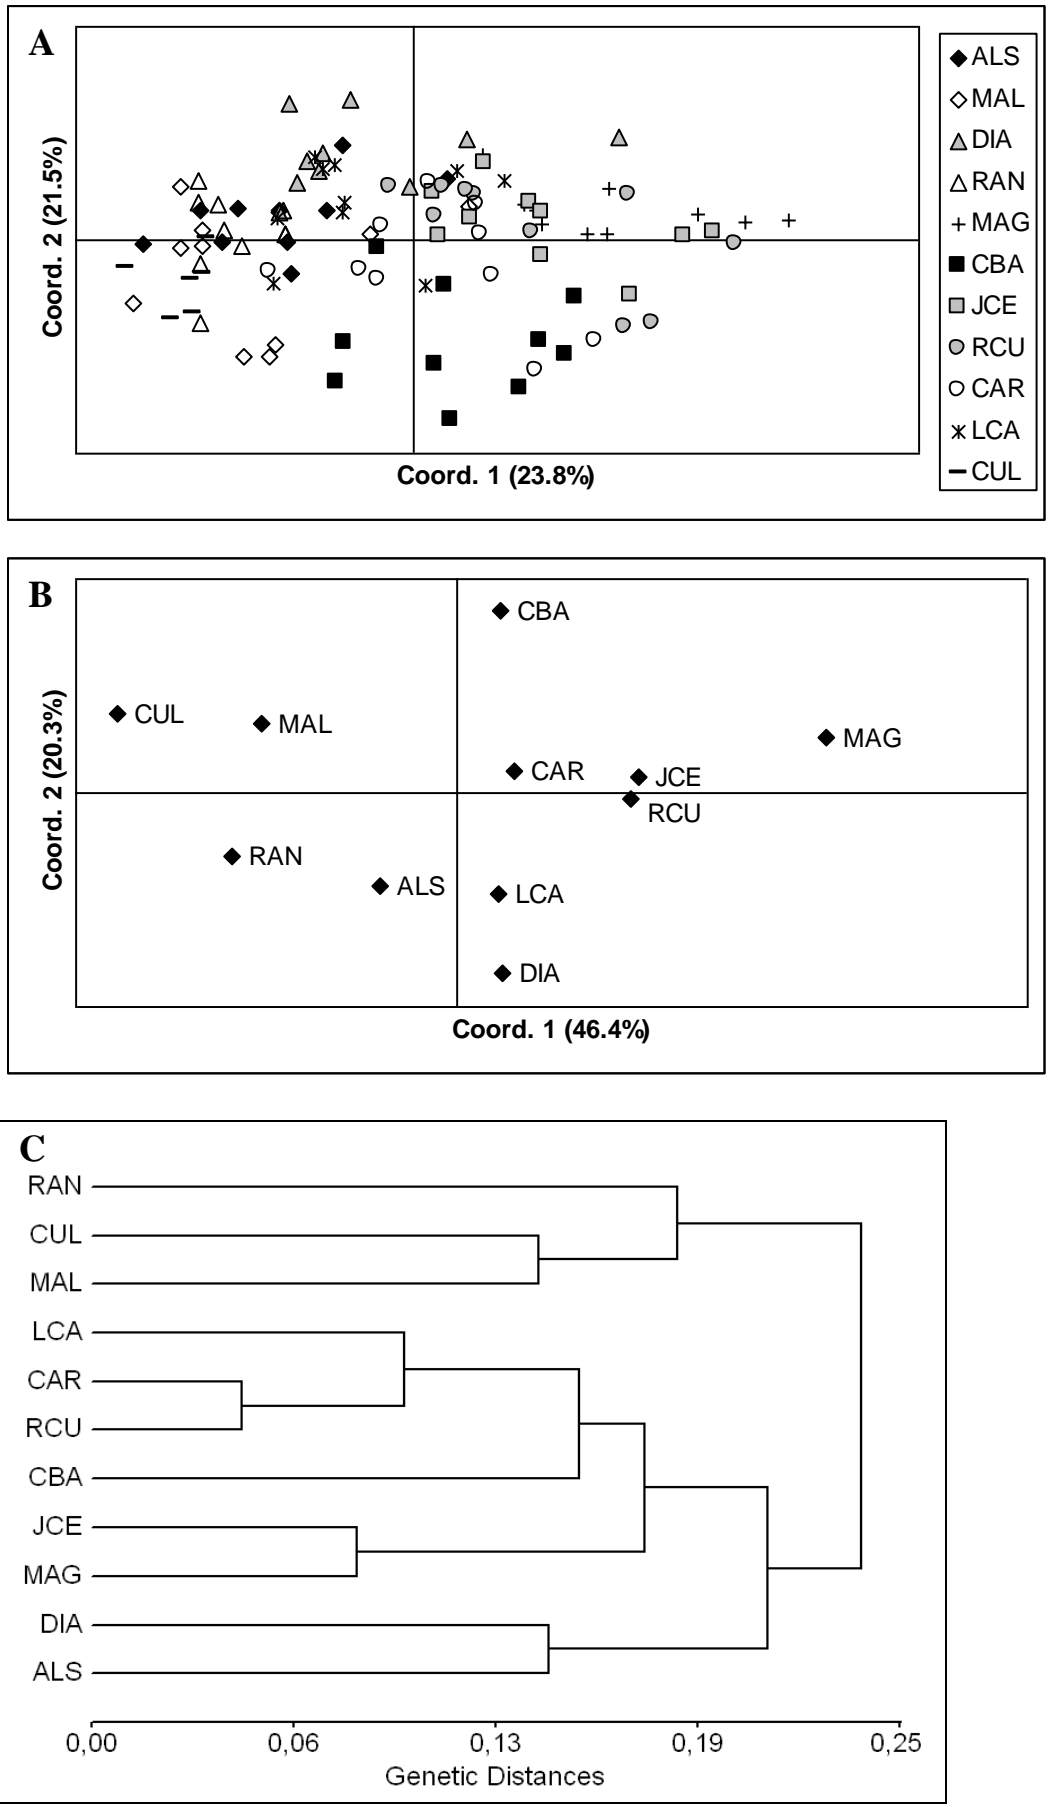 A
Coord. 2 (21.5%)
Coord. 1 (23.8%)
ALS
MAL
DIA
RAN
MAG
CBA
JCE
RCU
CAR
LCA
CUL
B
Coord. 2 (20.3%)
CBA
CUL
MAL
MAG
CAR
JCE
RCU
RAN
ALS
LCA
DIA
Coord. 1 (46.4%)
C
RAN
CUL
MAL
LCA
CAR
RCU
CBA
JCE
MAG
DIA
ALS
0,00 0,06 0,13 0,19 0,25
Genetic Distances